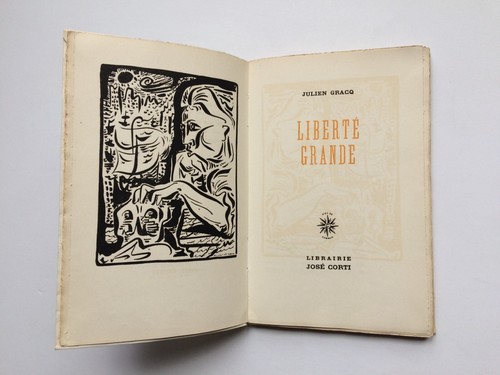 JULIEN GRACQ
LIBERTÉ
GRANDE
LIBRAIRIE
JOSÉ CORTI